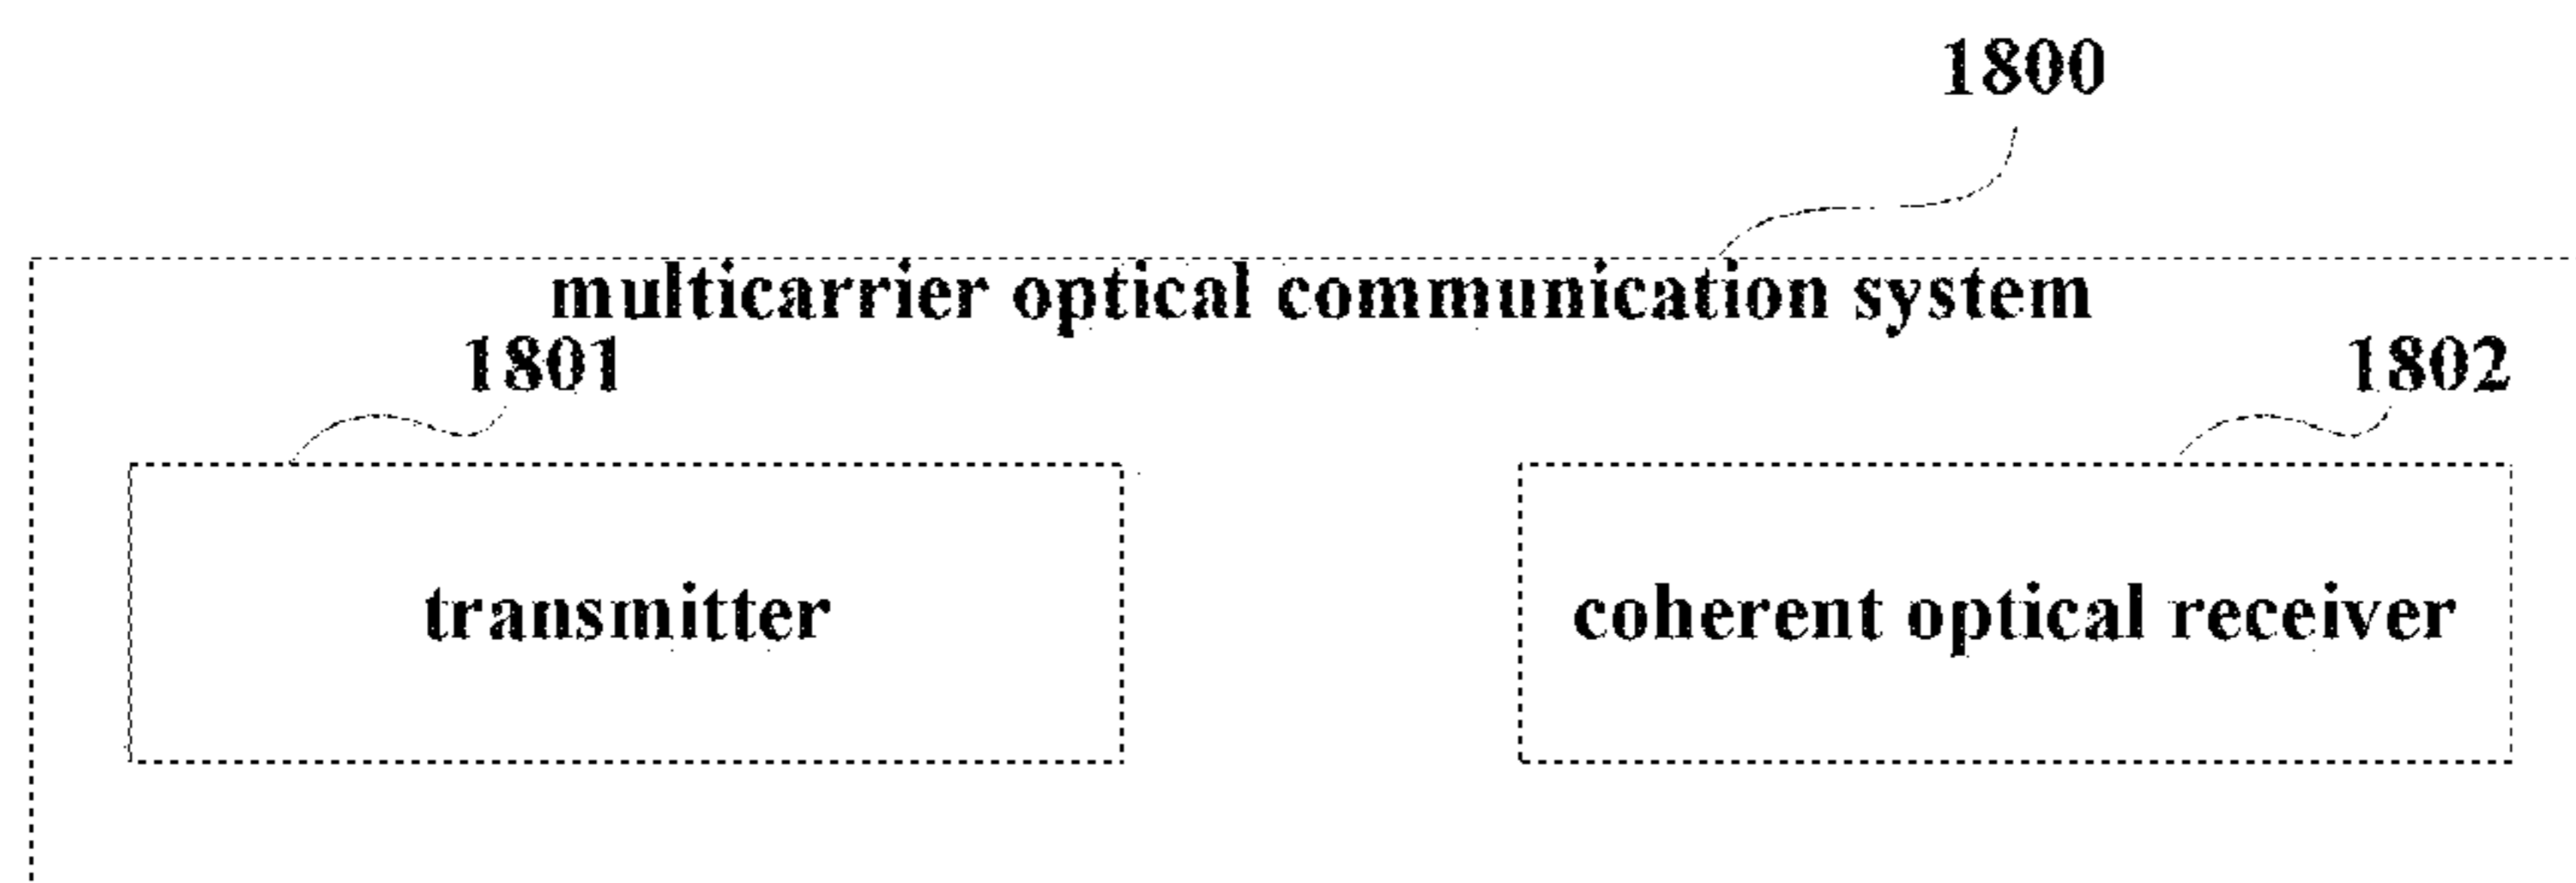 1800
multicarrier optical communication system
1801
1802
transmitter
coherent optical receiver